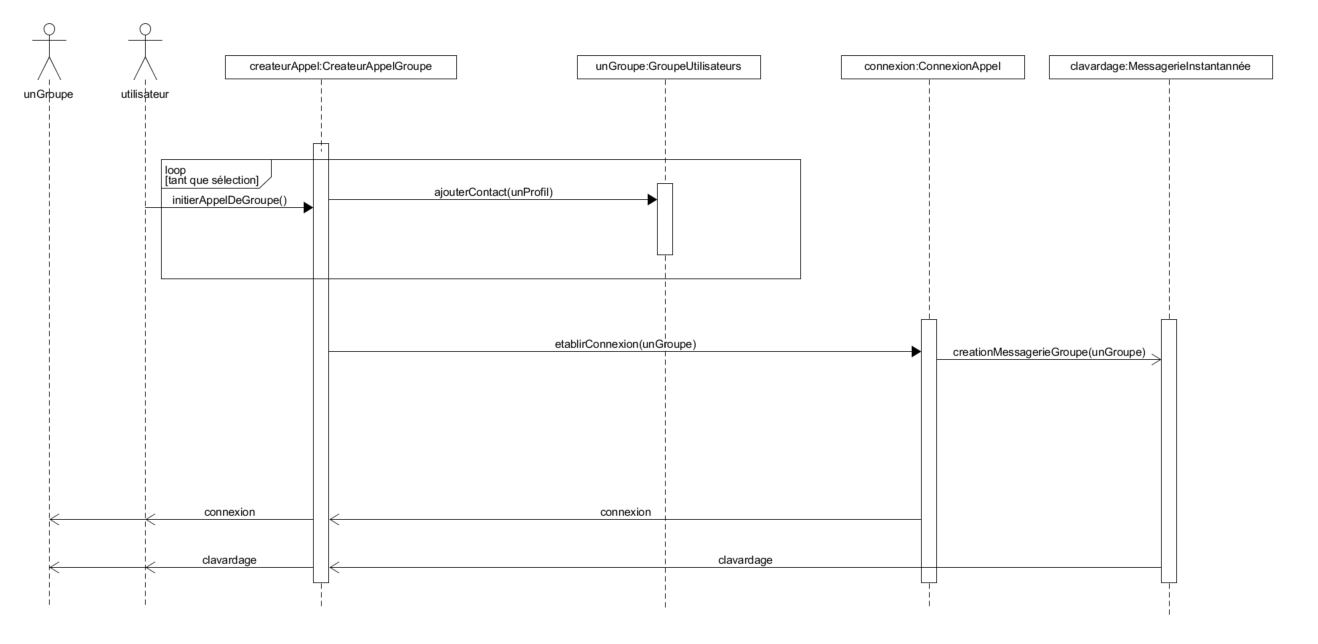 createurAppel:CreateurAppelGroupe
unGroupe:GroupeUtilisateurs
connexion:ConnexionAppel
clavardage:MessagerieInstantannée
unGroupe
utilisateur
loop
[tant que sélection]
initierAppelDeGroupe()
ajouterContact(unProfil)
etablirConnexion(unGroupe)
creationMessagerieGroupe(unGroupe)
connexion
connexion
clavardage
clavardage